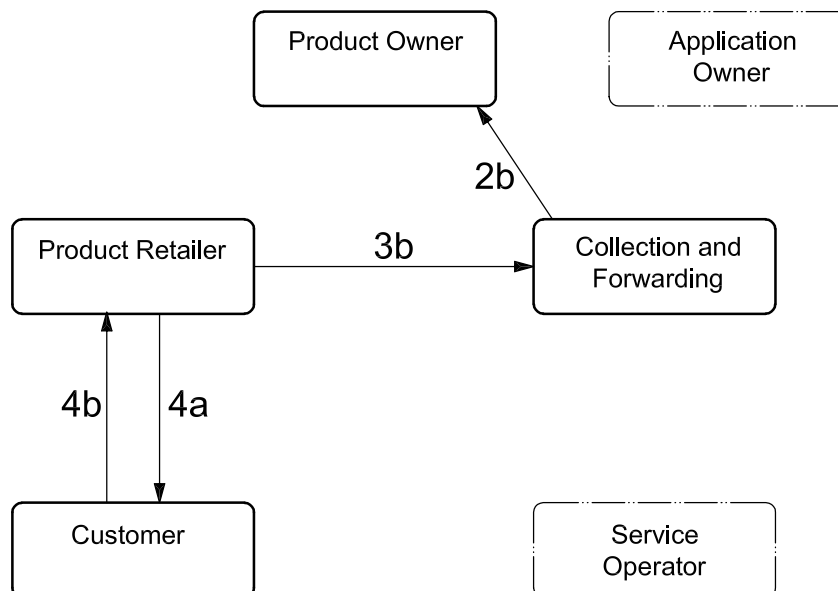 Product Owner
Application
Owner
2b
Product Retailer
3b
Collection and
Forwarding
4b
4a
Customer
Service
Operator